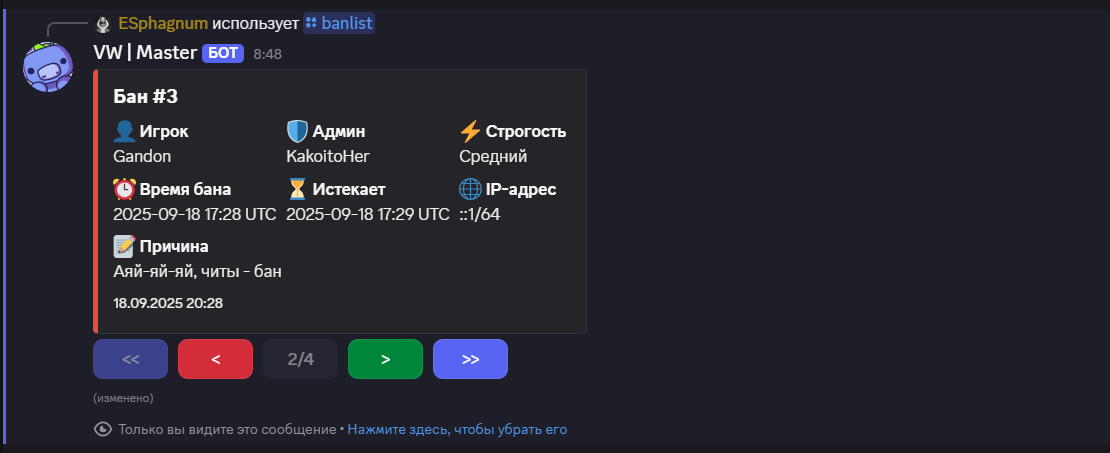 ESphagnum использует banlist
VW | Master БОТ 8:48
Бан #3
Игрок Админ Строгость
Gandon KakoitoHer Средний
Время бана Истекает IP-адрес
2025-09-18 17:28 UTC 2025-09-18 17:29 UTC ::1/64
Причина
Аяй-яй-яй, читы - бан
18.09.2025 20:28
<< < 2/4 > >>
(изменено)
Только вы видите это сообщение • Нажмите здесь, чтобы убрать его